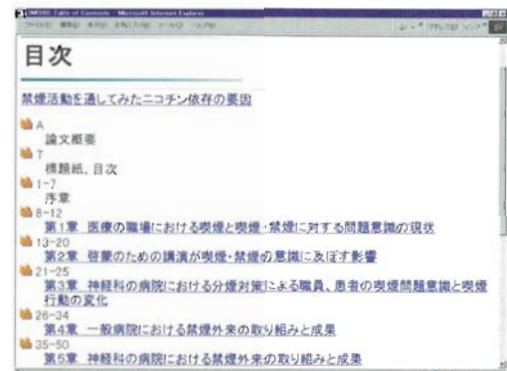 Table of Contents - Microsoft Internet Explorer
目次
禁煙活動を通してみたニコチン依存の要因
A
論文概要
T
標題紙、目次
1-7
序章
8-12
第1章 医療の職場における喫煙と喫煙・禁煙に対する問題意識の現状
13-20
第2章 啓蒙のための講演が喫煙・禁煙の意識に及ぼす影響
21-25
第3章 神経科の病院における分煙対策による職員、患者の喫煙問題意識と喫煙
行動の変化
26-34
第4章 一般病院における禁煙外来の取り組みと成果
35-50
第5章 神経科の病院における禁煙外来の取り組みと成果